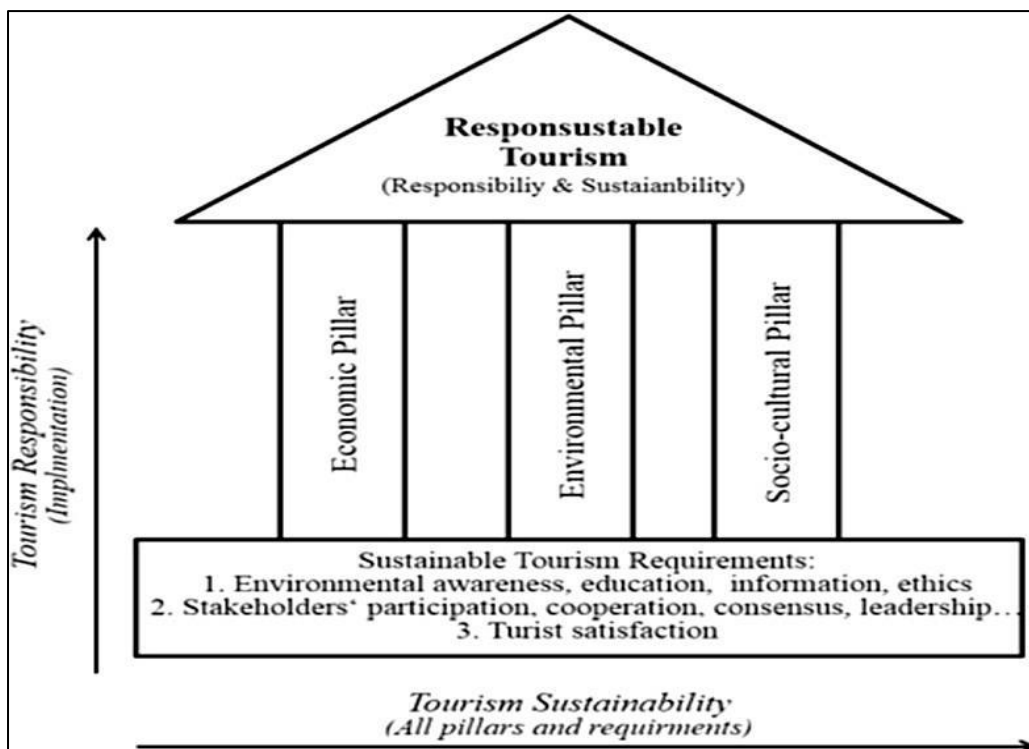 Responsustable
Tourism
(Responsibiliy & Sustaianbility)
Tourism Responsibility
(Implmentation)
Economic Pillar
Environmental Pillar
Socio-cultural Pillar
Sustainable Tourism Requirements:
1. Environmental awareness, education, information, ethics
2. Stakeholders‘ participation, cooperation, consensus, leadership…
3. Turist satisfaction
Tourism Sustainability
(All pillars and requirments)